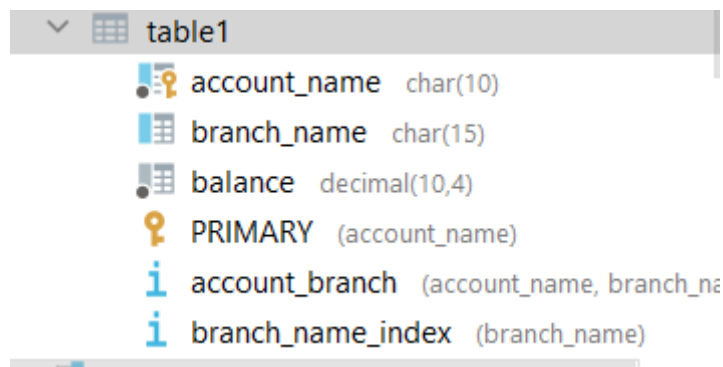 table1
account_name char(10)
branch_name char(15)
balance decimal(10,4)
PRIMARY (account_name)
account_branch (account_name,
branch_name_index (branch_name)